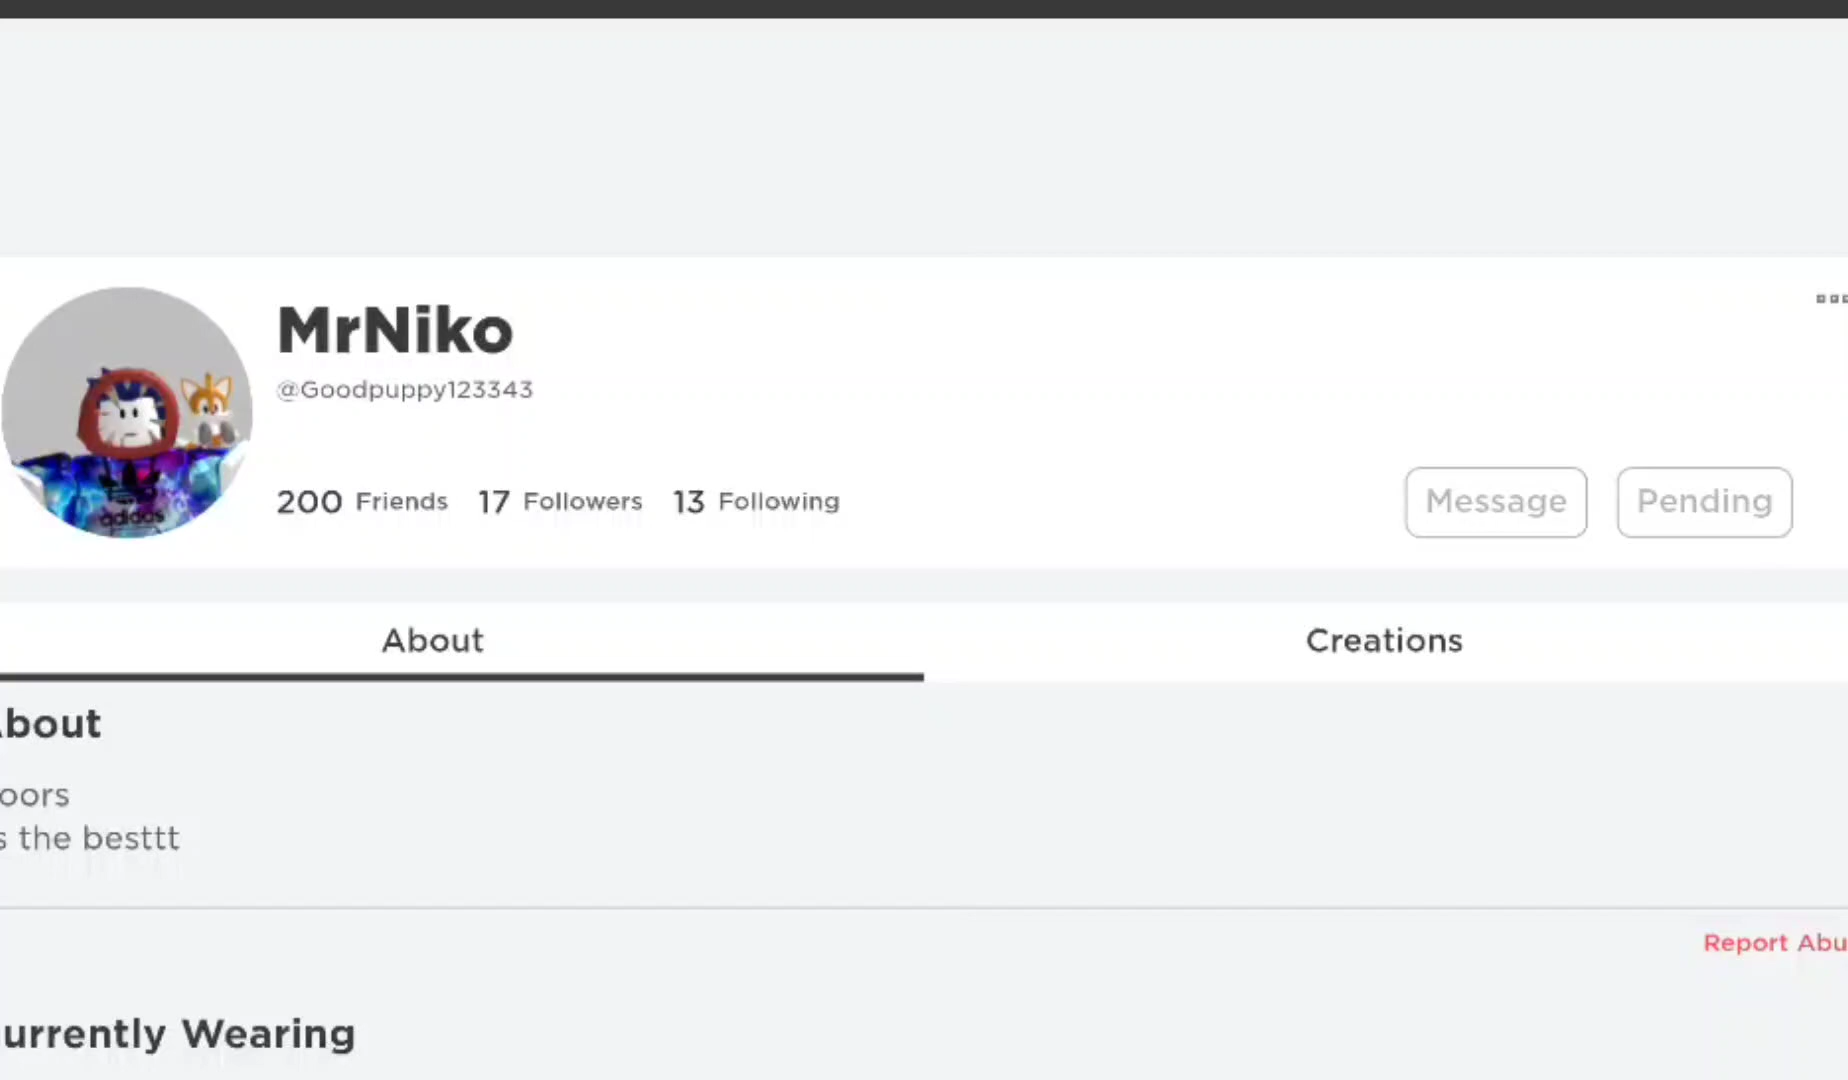 MrNiko
@Goodpuppy123343
200 Friends 17 Followers 13 Following
Message Pending
About Creations
bout
oors
s the besttt
Report Abu
urrently Wearing
adidas